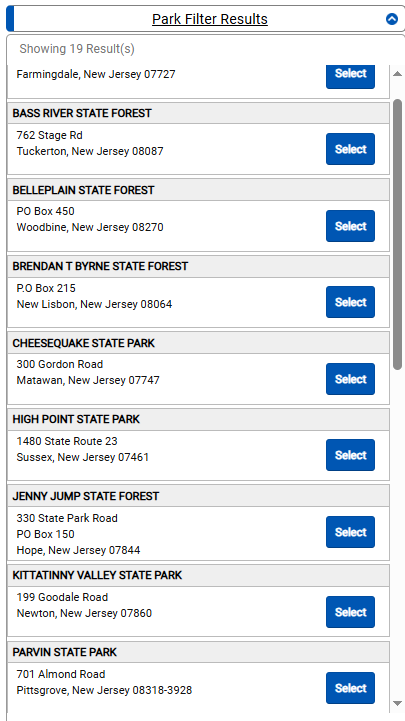 Park Filter Results
Showing 19 Result(s)
Farmingdale, New Jersey 07727
Select
BASS RIVER STATE FOREST
762 Stage Rd
Tuckerton, New Jersey 08087
Select
BELLEPLAIN STATE FOREST
PO Box 450
Woodbine, New Jersey 08270
Select
BRENDAN T BYRNE STATE FOREST
P.O Box 215
New Lisbon, New Jersey 08064
Select
CHEESEQUAKE STATE PARK
300 Gordon Road
Matawan, New Jersey 07747
Select
HIGH POINT STATE PARK
1480 State Route 23
Sussex, New Jersey 07461
Select
JENNY JUMP STATE FOREST
330 State Park Road
PO Box 150
Hope, New Jersey 07844
Select
KITTATINNY VALLEY STATE PARK
199 Goodale Road
Newton, New Jersey 07860
Select
PARVIN STATE PARK
701 Almond Road
Pittsgrove, New Jersey 08318-3928
Select